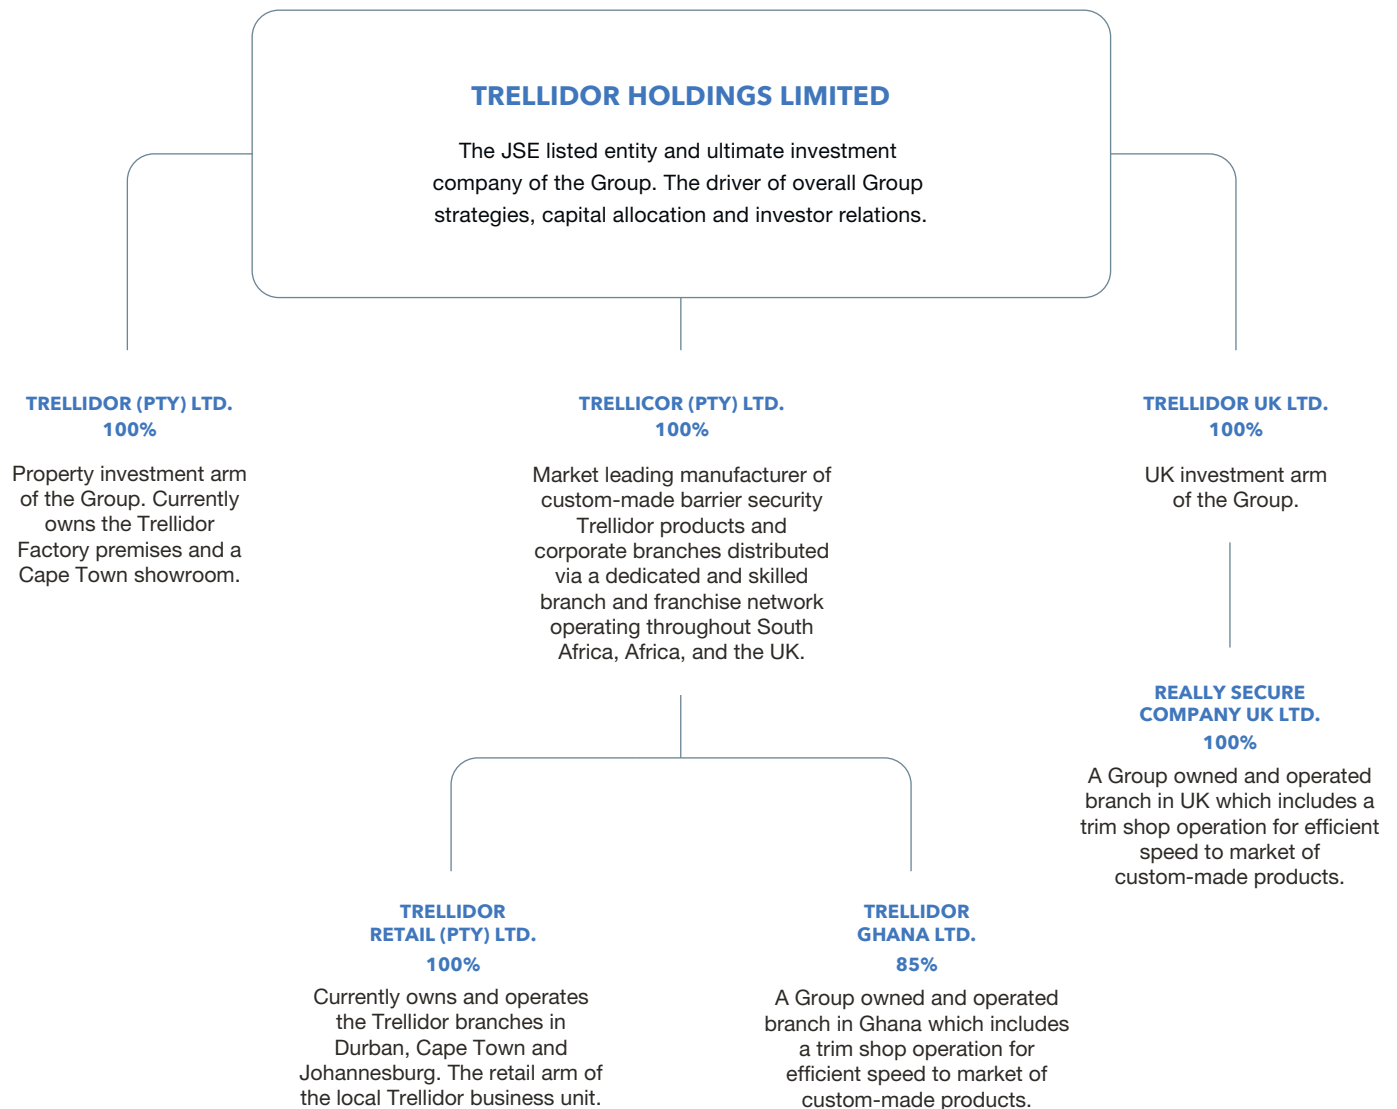 TRELLIDOR HOLDINGS LIMITED
The JSE listed entity and ultimate investment
company of the Group. The driver of overall Group
strategies, capital allocation and investor relations.
TRELLIDOR (PTY) LTD.
100%
Property investment arm
of the Group. Currently
owns the Trellidor
Factory premises and a
Cape Town showroom.
TRELLICOR (PTY) LTD.
100%
Market leading manufacturer of
custom-made barrier security
Trellidor products and
corporate branches distributed
via a dedicated and skilled
branch and franchise network
operating throughout South
Africa, Africa, and the UK.
TRELLIDOR UK LTD.
100%
UK investment arm
of the Group.
REALLY SECURE
COMPANY UK LTD.
100%
A Group owned and operated
branch in UK which includes a
trim shop operation for efficient
speed to market of
custom-made products.
TRELLIDOR
RETAIL (PTY) LTD.
100%
Currently owns and operates
the Trellidor branches in
Durban, Cape Town and
Johannesburg. The retail arm of
the local Trellidor business unit.
TRELLIDOR
GHANA LTD.
85%
A Group owned and operated
branch in Ghana which includes
a trim shop operation for
efficient speed to market of
custom-made products.